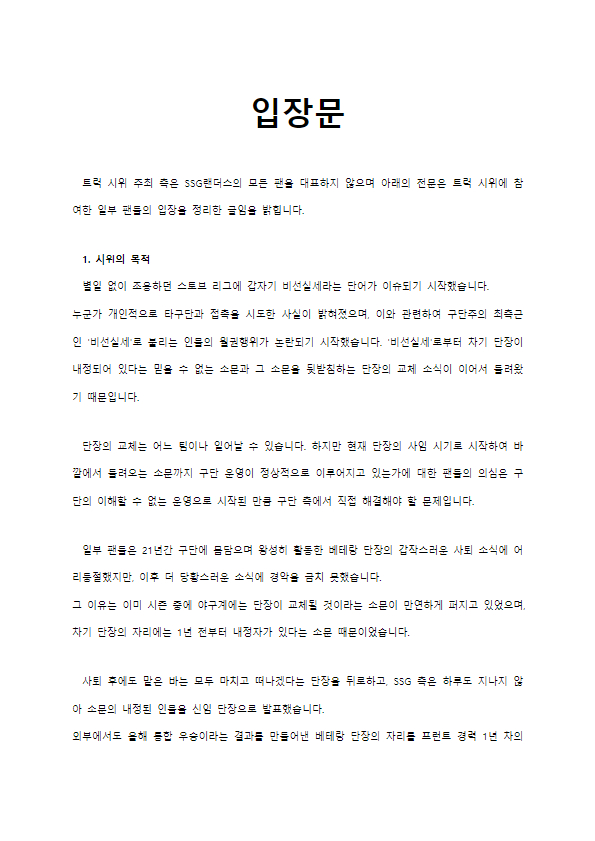 입장문
트럭 시위 주최 측은 SSG랜더스의 모든 팬을 대표하지 않으며 아래의 전문은 트럭 시위에 참
여한 일부 팬들의 입장을 정리한 글임을 밝힙니다.
1. 시위의 목적
별일 없이 조용하던 스토브 리그에 갑자기 비선실세라는 단어가 이슈되기 시작했습니다.
누군가 개인적으로 타구단과 접촉을 시도한 사실이 밝혀졌으며, 이와 관련하여 구단주의 최측근
인 '비선실세'로 불리는 인물의 월권행위가 논란되기 시작했습니다. '비선실세'로부터 차기 단장이
내정되어 있다는 믿을 수 없는 소문과 그 소문을 뒷받침하는 단장의 교체 소식이 이어서 들려왔
기 때문입니다.
단장의 교체는 어느 팀이나 일어날 수 있습니다. 하지만 현재 단장의 사임 시기로 시작하여 바
깥에서 들려오는 소문까지 구단 운영이 정상적으로 이루어지고 있는가에 대한 팬들의 의심은 구
단의 이해할 수 없는 운영으로 시작된 만큼 구단 측에서 직접 해결해야 할 문제입니다.
일부 팬들은 21년간 구단에 몸담으며 왕성히 활동한 베테랑 단장의 갑작스러운 사퇴 소식에 어
리둥절했지만, 이후 더 당황스러운 소식에 경악을 금치 못했습니다.
그 이유는 이미 시즌 중에 야구계에는 단장이 교체될 것이라는 소문이 만연하게 퍼지고 있었으며,
차기 단장의 자리에는 1년 전부터 내정자가 있다는 소문 때문이었습니다.
사퇴 후에도 맡은 바는 모두 마치고 떠나겠다는 단장을 뒤로하고, SSG 측은 하루도 지나지 않
아 소문의 내정된 인물을 신임 단장으로 발표했습니다.
외부에서도 올해 통합 우승이라는 결과를 만들어낸 베테랑 단장의 자리를 프런트 경력 1년 차의